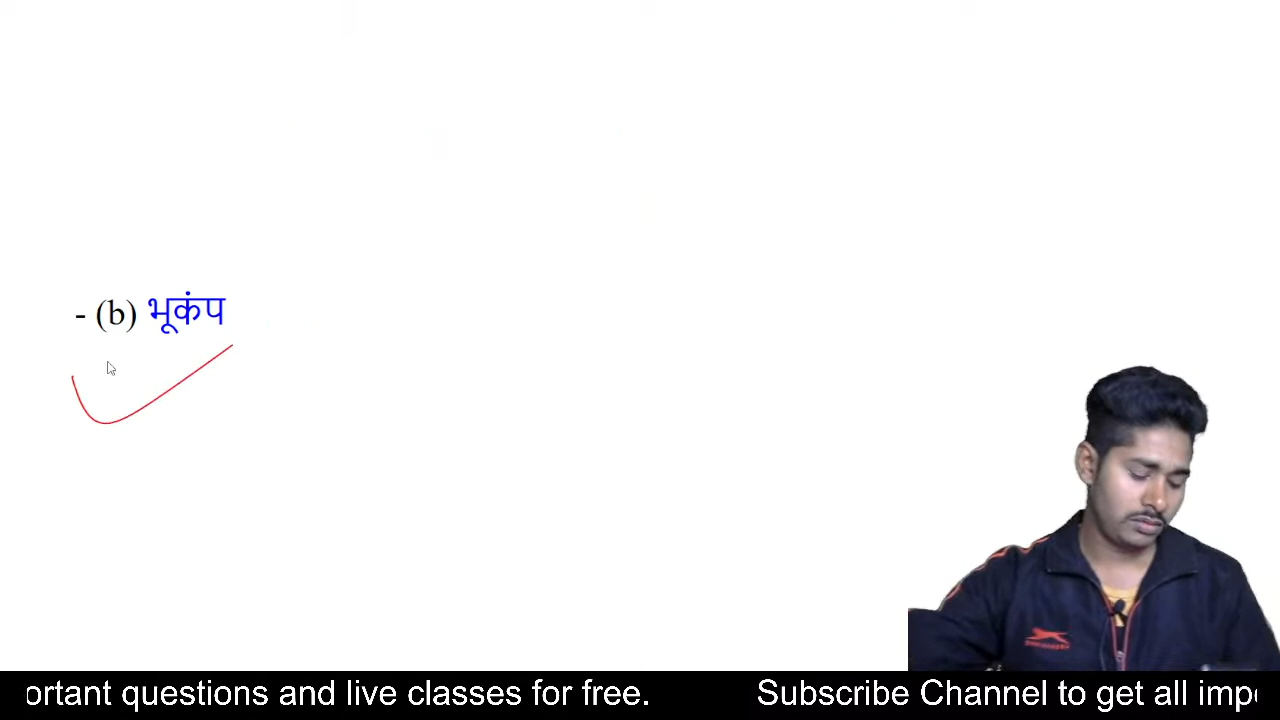 - (b) भूकंप
ortant questions and live classes for free. Subscribe Channel to get all imp